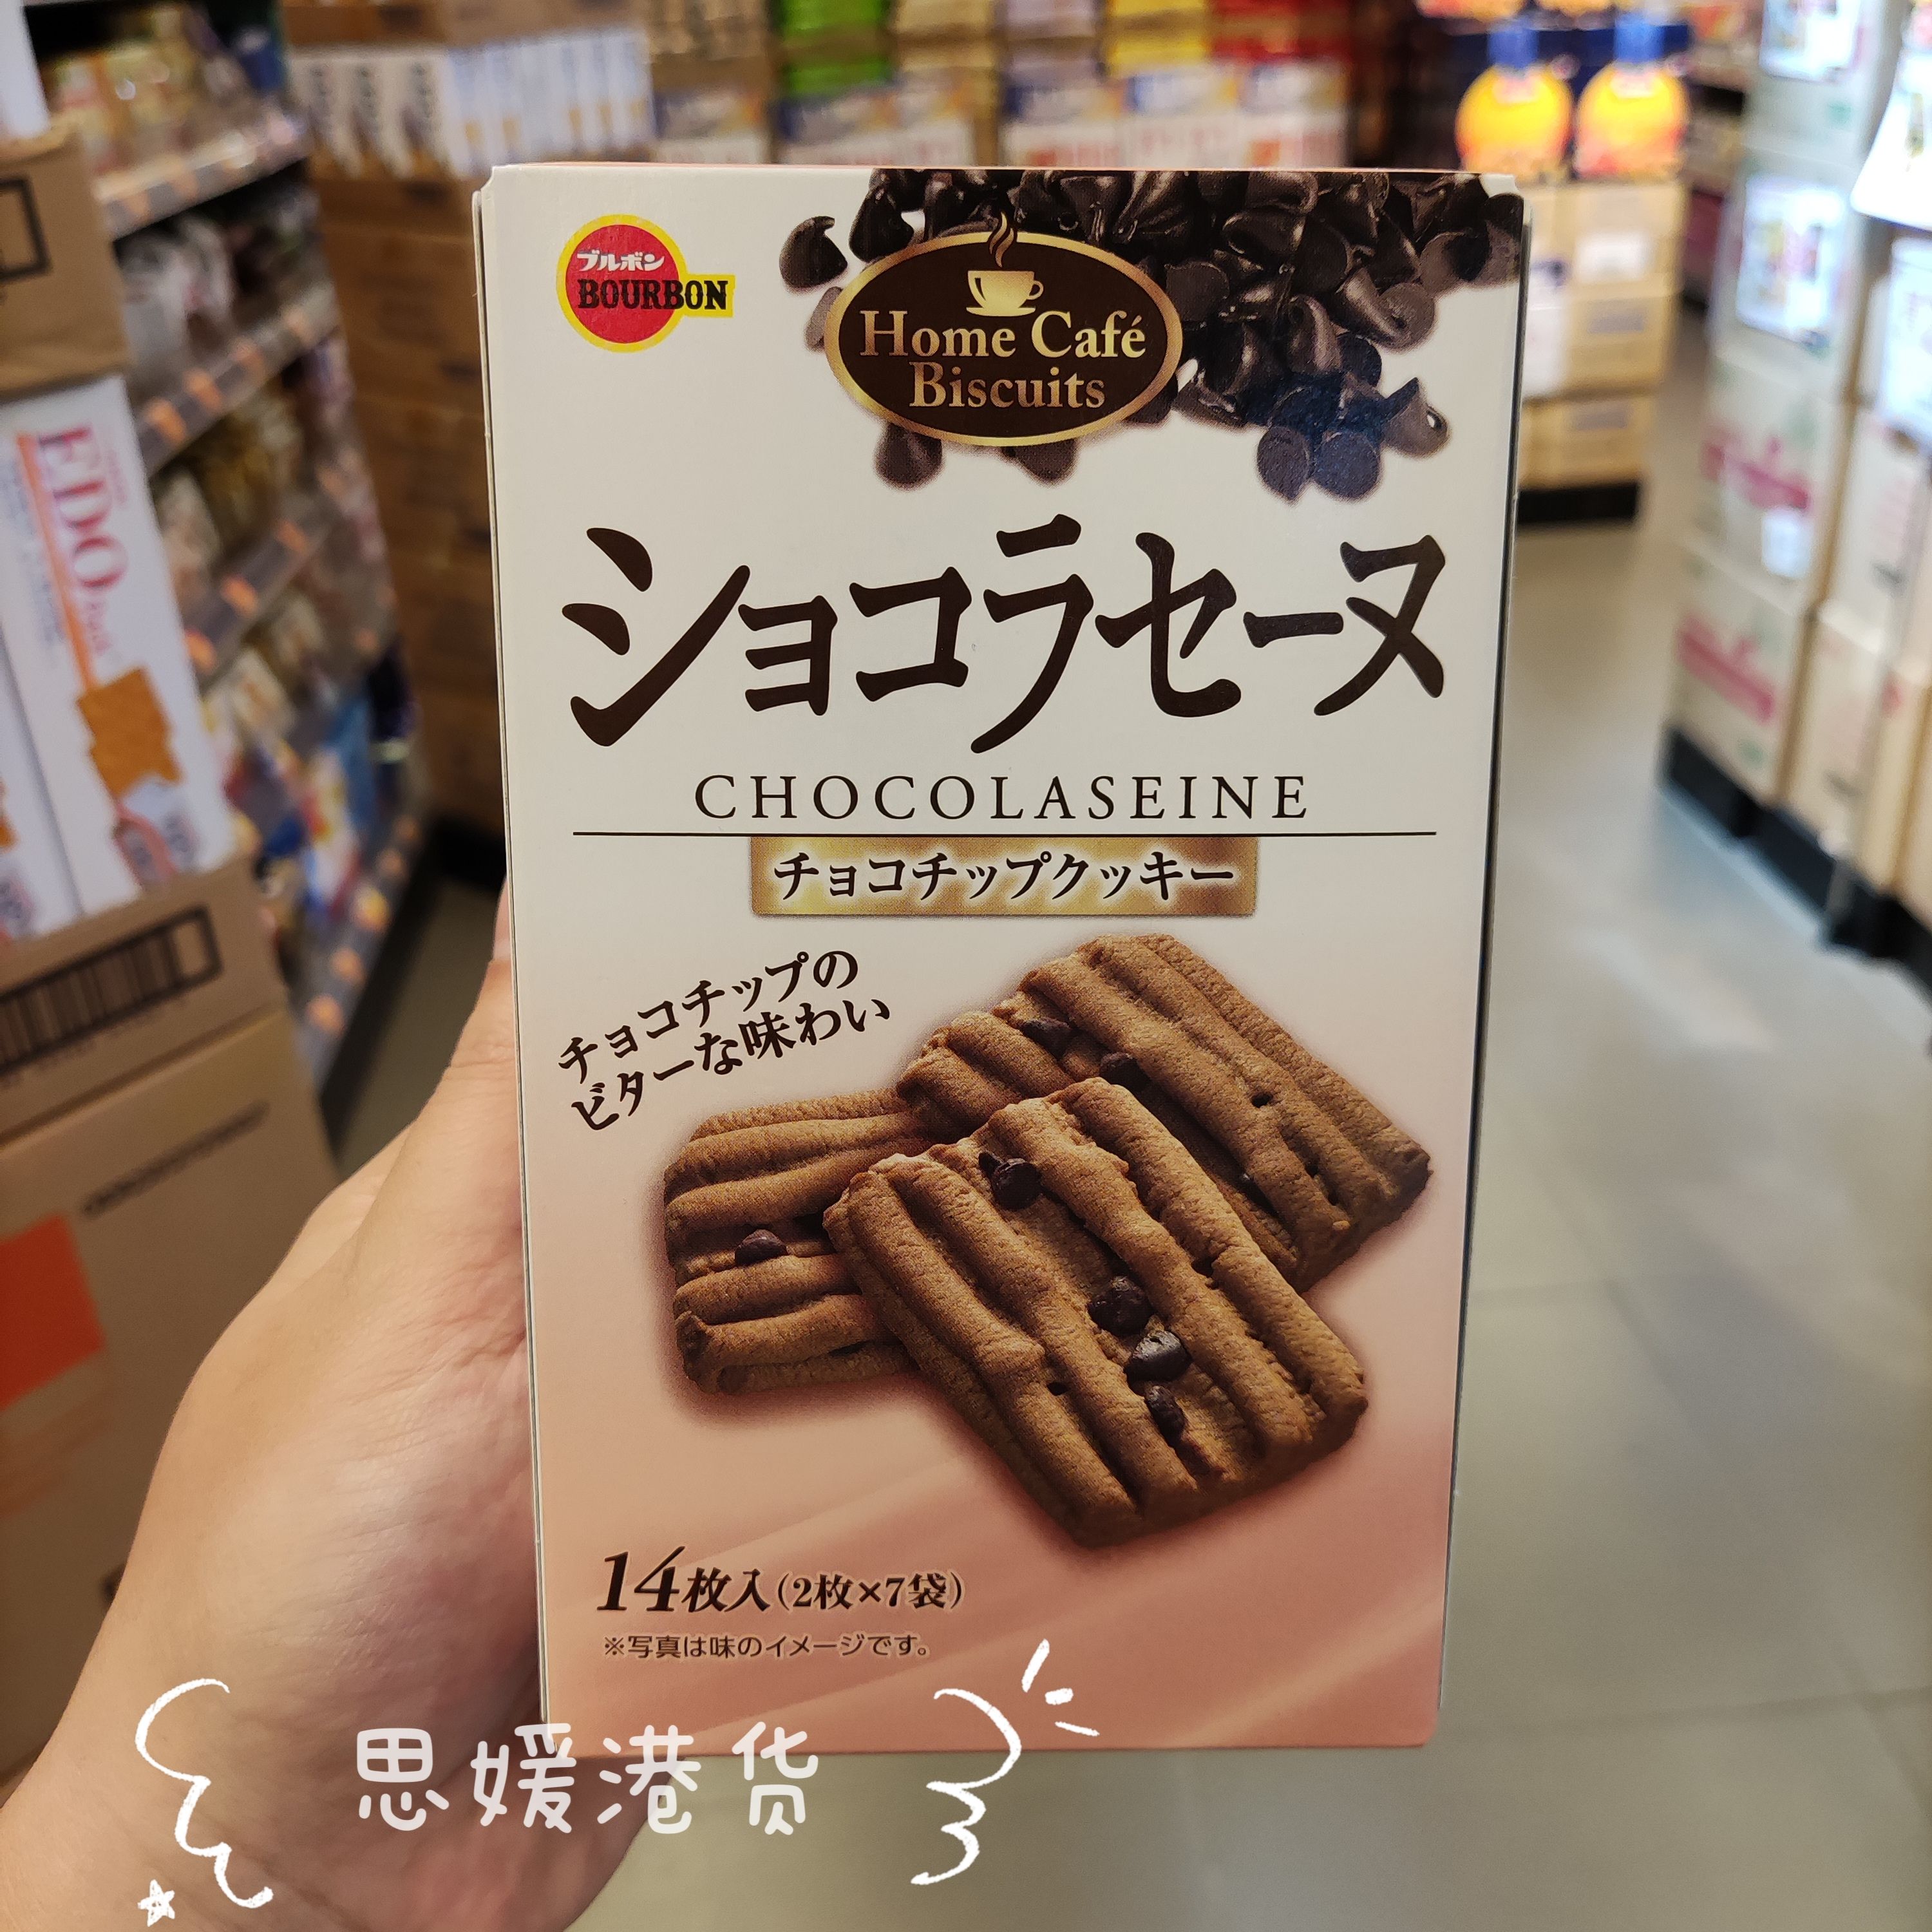 ブルボン
BOURBON
Home Café
Biscuits
ショコラセーヌ
CHOCOLASEINE
チョコチップクッキー
チョコチップの
ビターな味わい
14枚入(2枚×7袋)
※写真は味のイメージです。
EDO
思媛港货